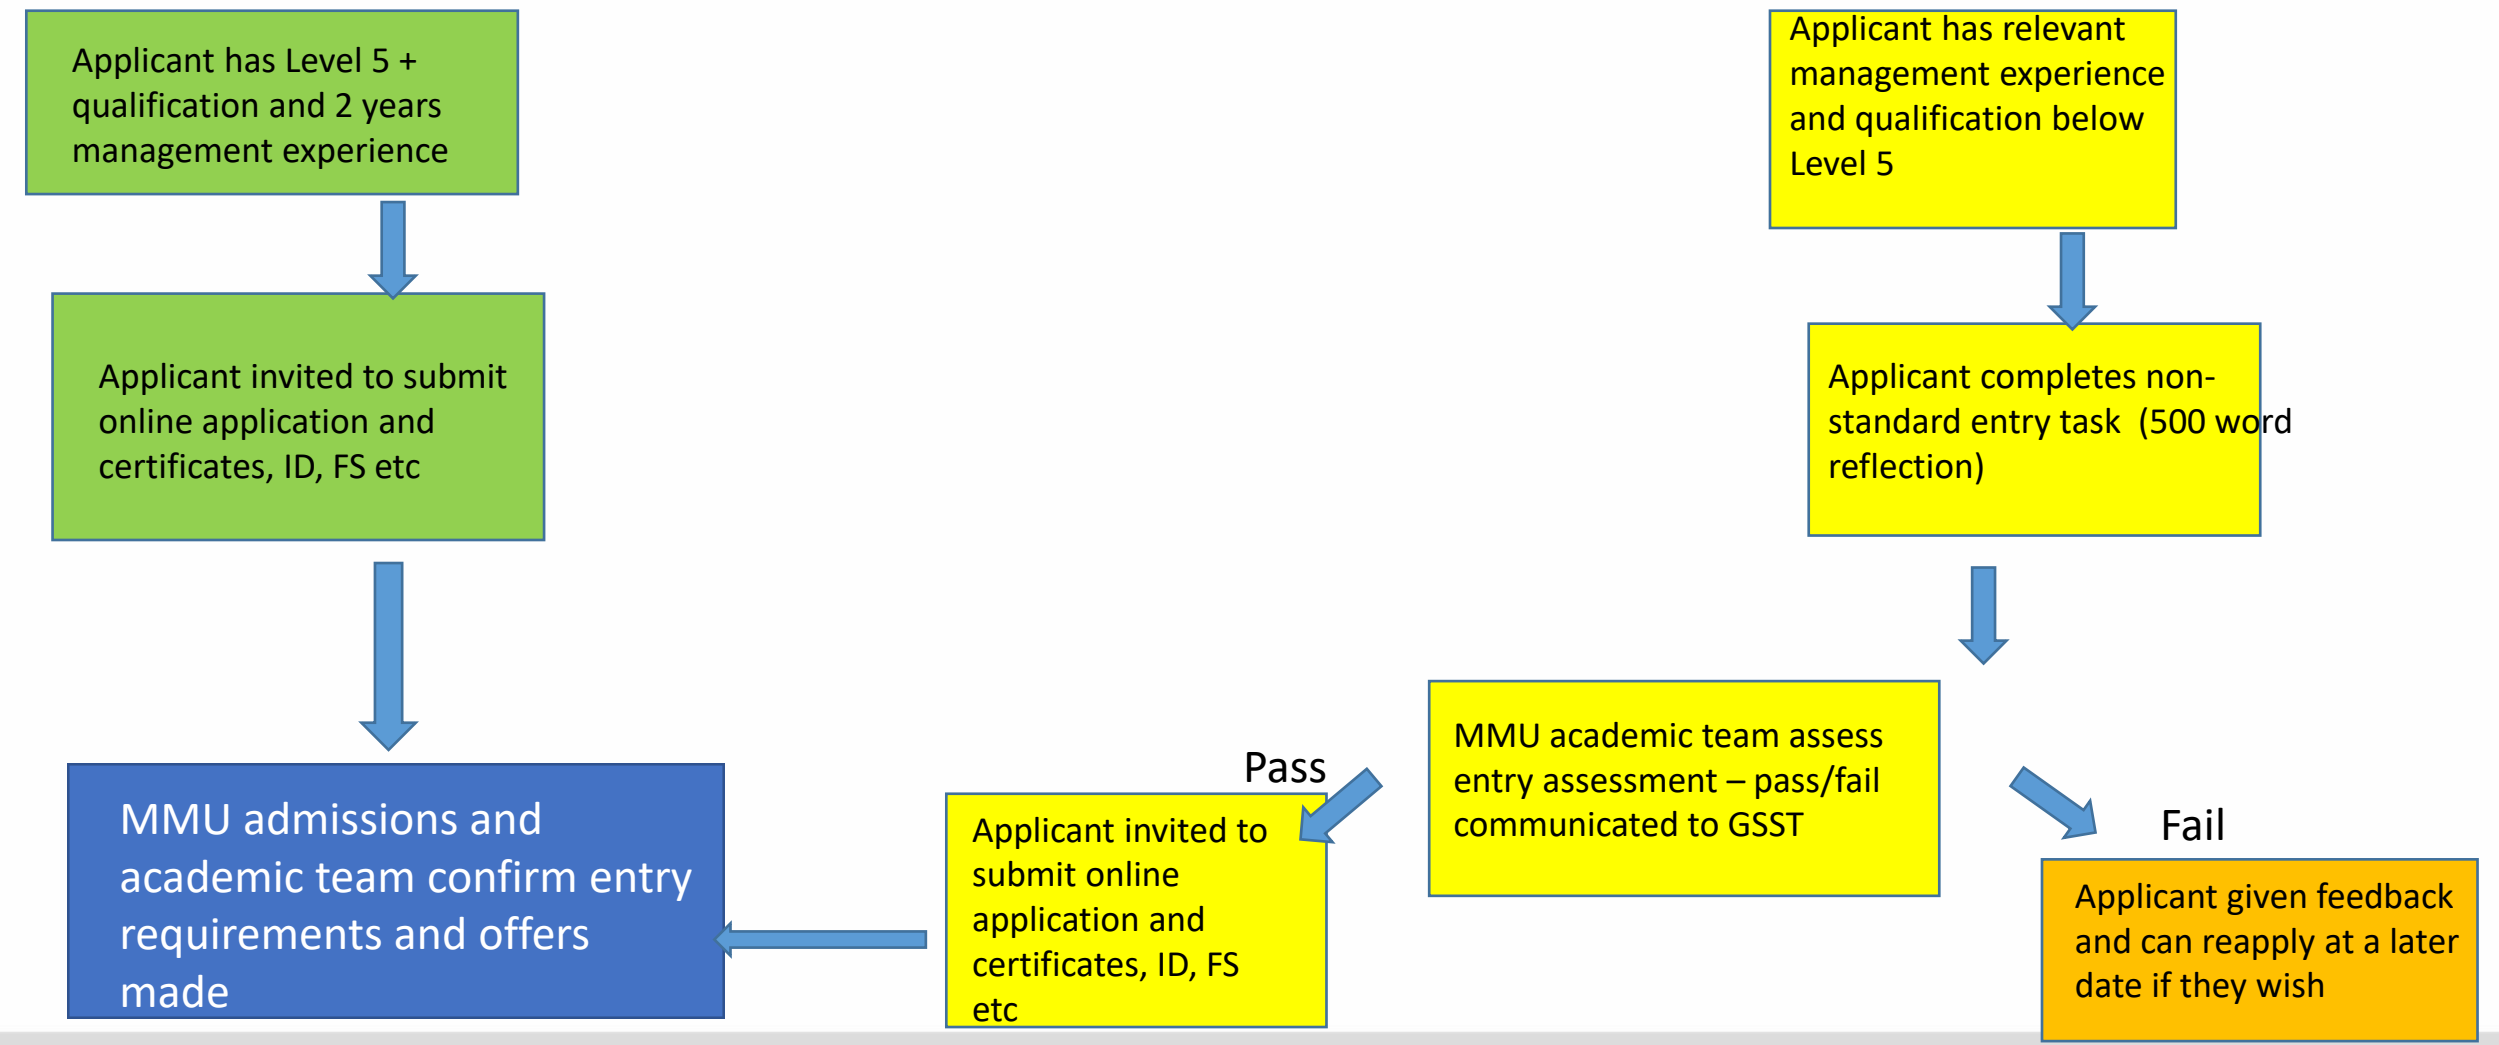 Applicant has Level 5 +
qualification and 2 years
management experience
Applicant has relevant
management experience
and qualification below
Level 5
Applicant invited to submit
online application and
certificates, ID, FS etc
Applicant completes non-
standard entry task  (500 word
reflection)
MMU admissions and
academic team confirm entry
requirements and offers
made
Pass
Applicant invited to
submit online
application and
certificates, ID, FS
etc
MMU academic team assess
entry assessment – pass/fail
communicated to GSST
Fail
Applicant given feedback
and can reapply at a later
date if they wish